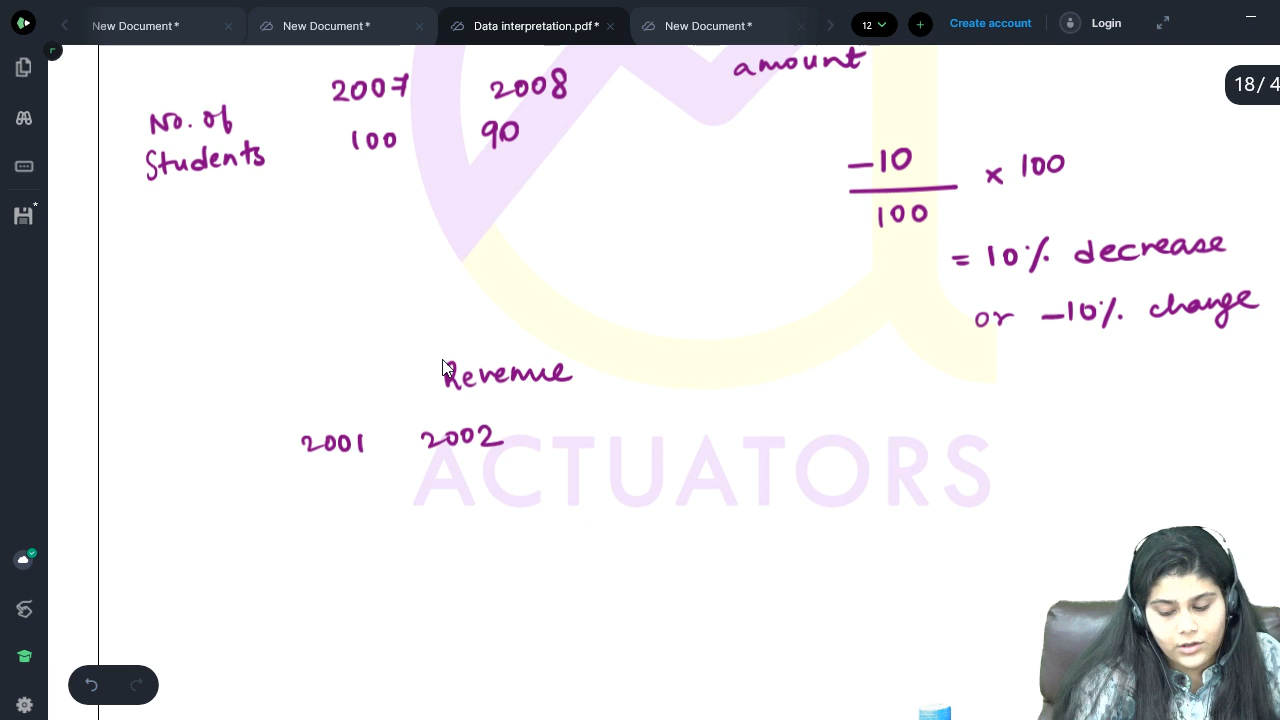 New Document *
New Document *
Data interpretation.pdf *
New Document *
12
Create account
Login
18/ 4
amount
2007 2008
No. of
Students 100 90
-10
100
× 100
= 10% decrease
or -10% change
Revenue
2001 2002
ACTUATORS